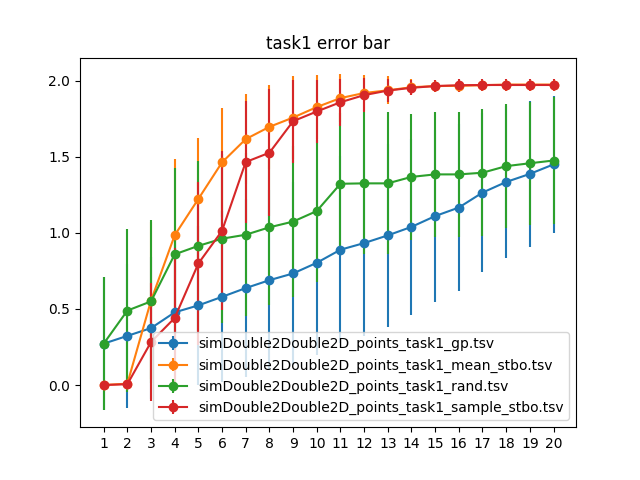 task1 error bar
2.0
1.5
1.0
0.5
0.0
simDouble2Double2D_points_task1_gp.tsv
simDouble2Double2D_points_task1_mean_stbo.tsv
simDouble2Double2D_points_task1_rand.tsv
simDouble2Double2D_points_task1_sample_stbo.tsv
1 2 3 4 5 6 7 8 9 10 11 12 13 14 15 16 17 18 19 20